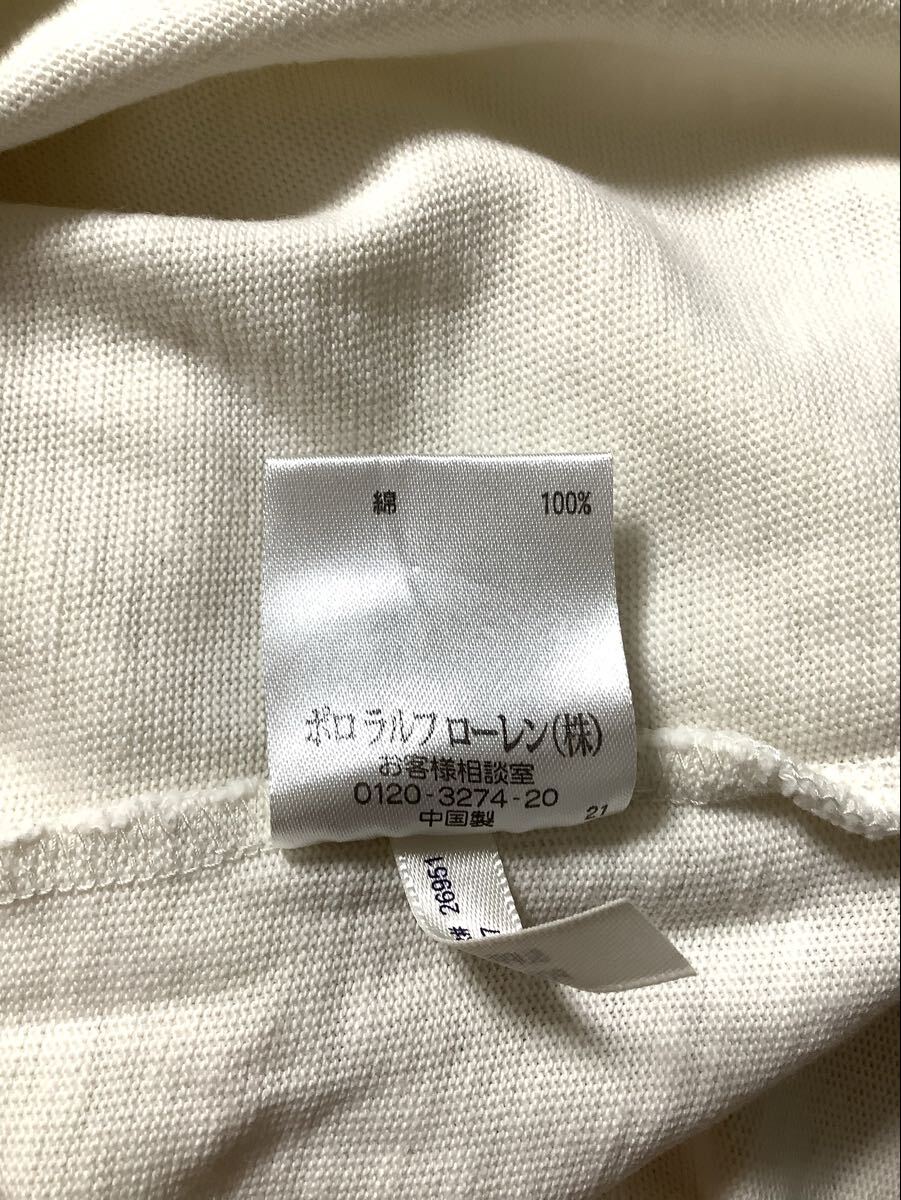 綿 100%
ポロ ラルフ ローレン(株)
お客様相談室
0120-3274-20
中国製 21
26951
7